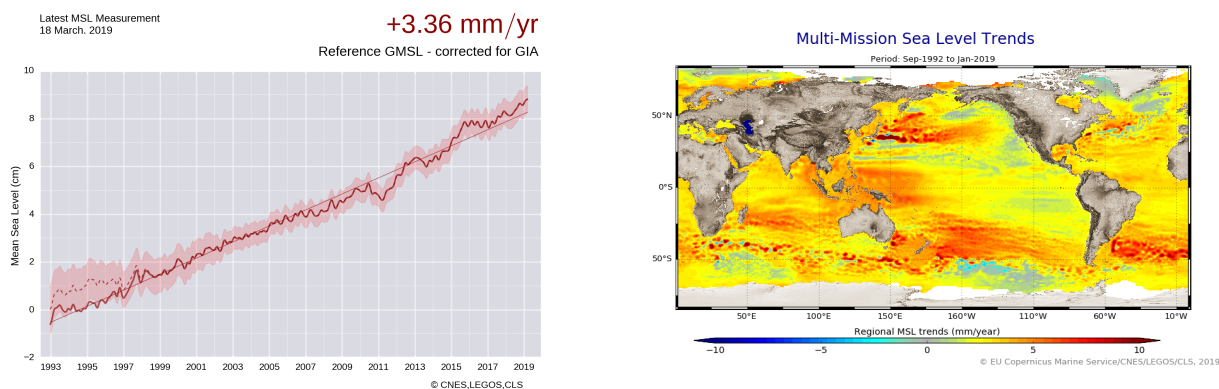 Latest MSL Measurement
18 March. 2019
+3.36 mm/yr
Reference GMSL - corrected for GIA
10
8
6
4
2
0
−2
Mean Sea Level (cm)
1993 1995 1997 1999 2001 2003 2005 2007 2009 2011 2013 2015 2017 2019
© CNES,LEGOS,CLS
Multi-Mission Sea Level Trends
Period: Sep-1992 to Jan-2019
50°N
0°S
50°S
50°E 100°E 150°E 160°W 110°W 60°W 10°W
Regional MSL trends (mm/year)
−10 −5 0 5 10
© EU Copernicus Marine Service/CNES/LEGOS/CLS, 2019